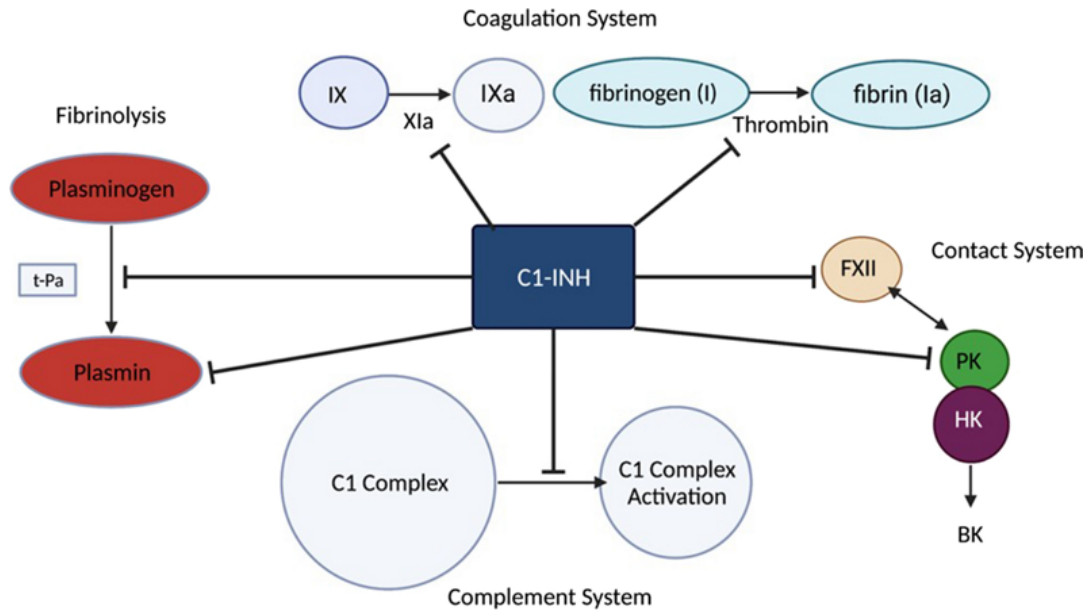 Coagulation System
IX
IXa
XIa
fibrinogen (I)
fibrin (Ia)
Thrombin
Fibrinolysis
Plasminogen
t-Pa
Plasmin
C1-INH
Contact System
FXII
PK
HK
BK
C1 Complex
C1 Complex
Activation
Complement System